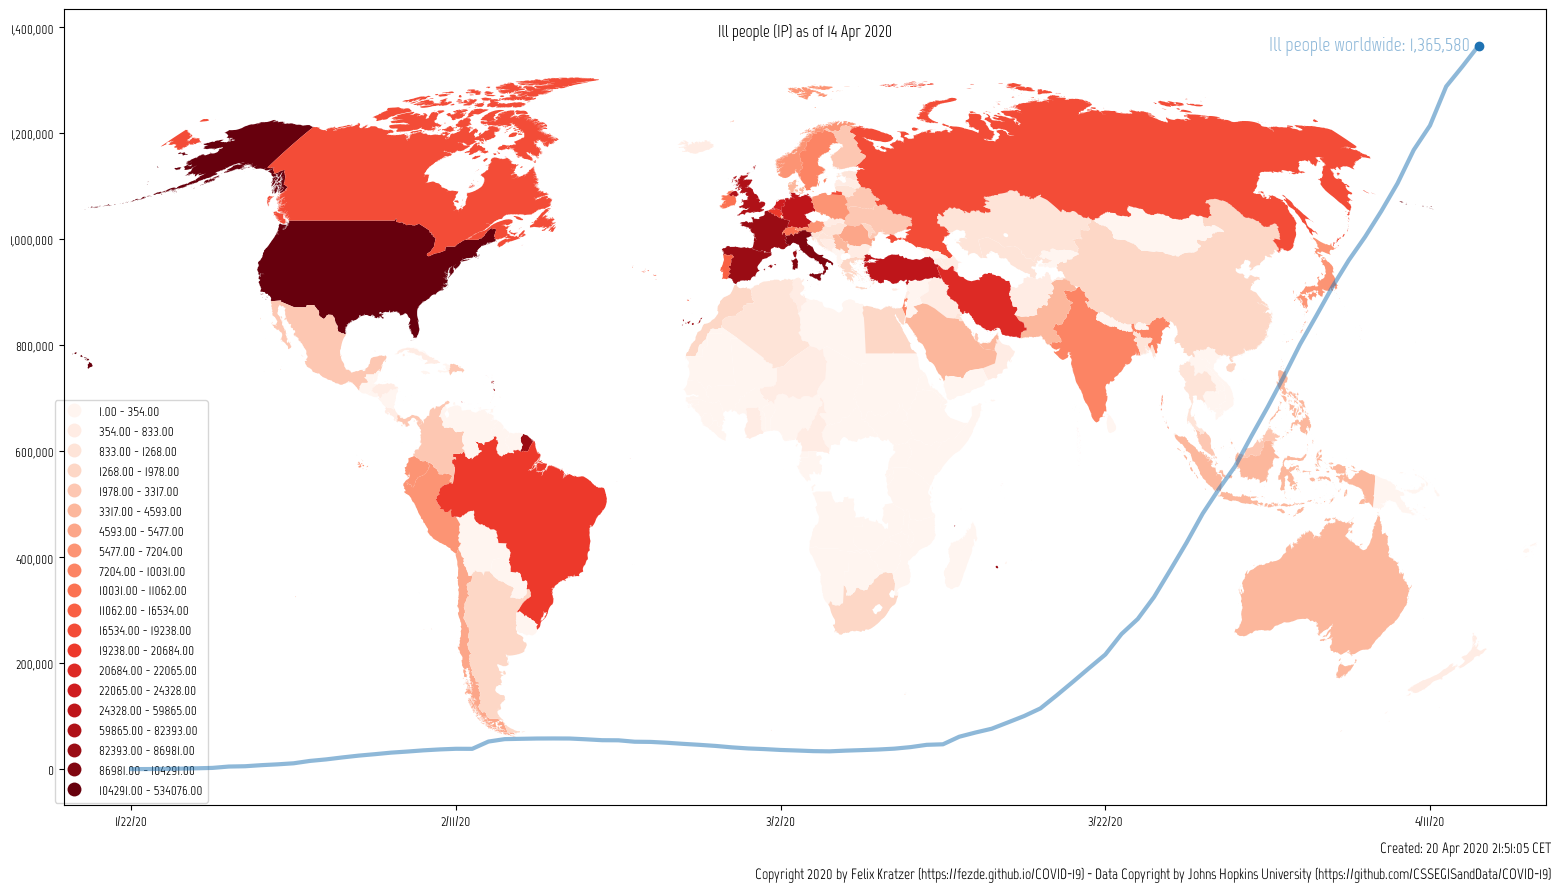 Ill people (IP) as of 14 Apr 2020
Ill people worldwide: 1,365,580
1,400,000
1,200,000
1,000,000
800,000
600,000
400,000
200,000
0
1.00 - 354.00
354.00 - 833.00
833.00 - 1268.00
1268.00 - 1978.00
1978.00 - 3317.00
3317.00 - 4593.00
4593.00 - 5477.00
5477.00 - 7204.00
7204.00 - 10031.00
10031.00 - 11062.00
11062.00 - 16534.00
16534.00 - 19238.00
19238.00 - 20684.00
20684.00 - 22065.00
22065.00 - 24328.00
24328.00 - 59865.00
59865.00 - 82393.00
82393.00 - 86981.00
86981.00 - 104291.00
104291.00 - 534076.00
1/22/20
2/11/20
3/2/20
3/22/20
4/11/20
Created: 20 Apr 2020 21:51:05 CET
Copyright 2020 by Felix Kratzer (https://fezde.github.io/COVID-19) - Data Copyright by Johns Hopkins University (https://github.com/CSSEGISandData/COVID-19)